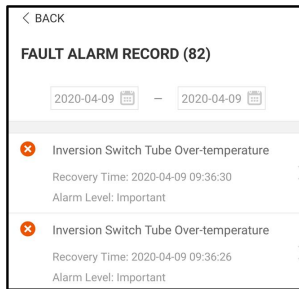 < BACK
FAULT ALARM RECORD (82)
2020-04-09 – 2020-04-09
Inversion Switch Tube Over-temperature
Recovery Time: 2020-04-09 09:36:30
Alarm Level: Important
Inversion Switch Tube Over-temperature
Recovery Time: 2020-04-09 09:36:26
Alarm Level: Important